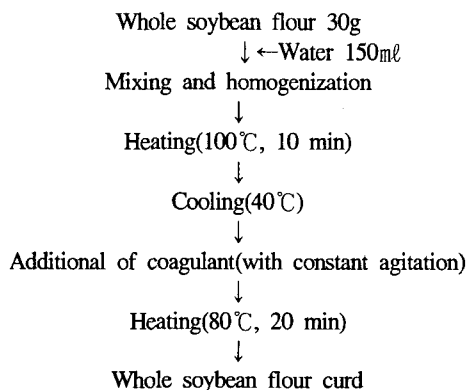 Whole soybean flour 30g
↓ ←Water 150㎖
Mixing and homogenization
↓
Heating(100℃, 10 min)
↓
Cooling(40℃)
↓
Additional of coagulant(with constant agitation)
↓
Heating(80℃, 20 min)
↓
Whole soybean flour curd